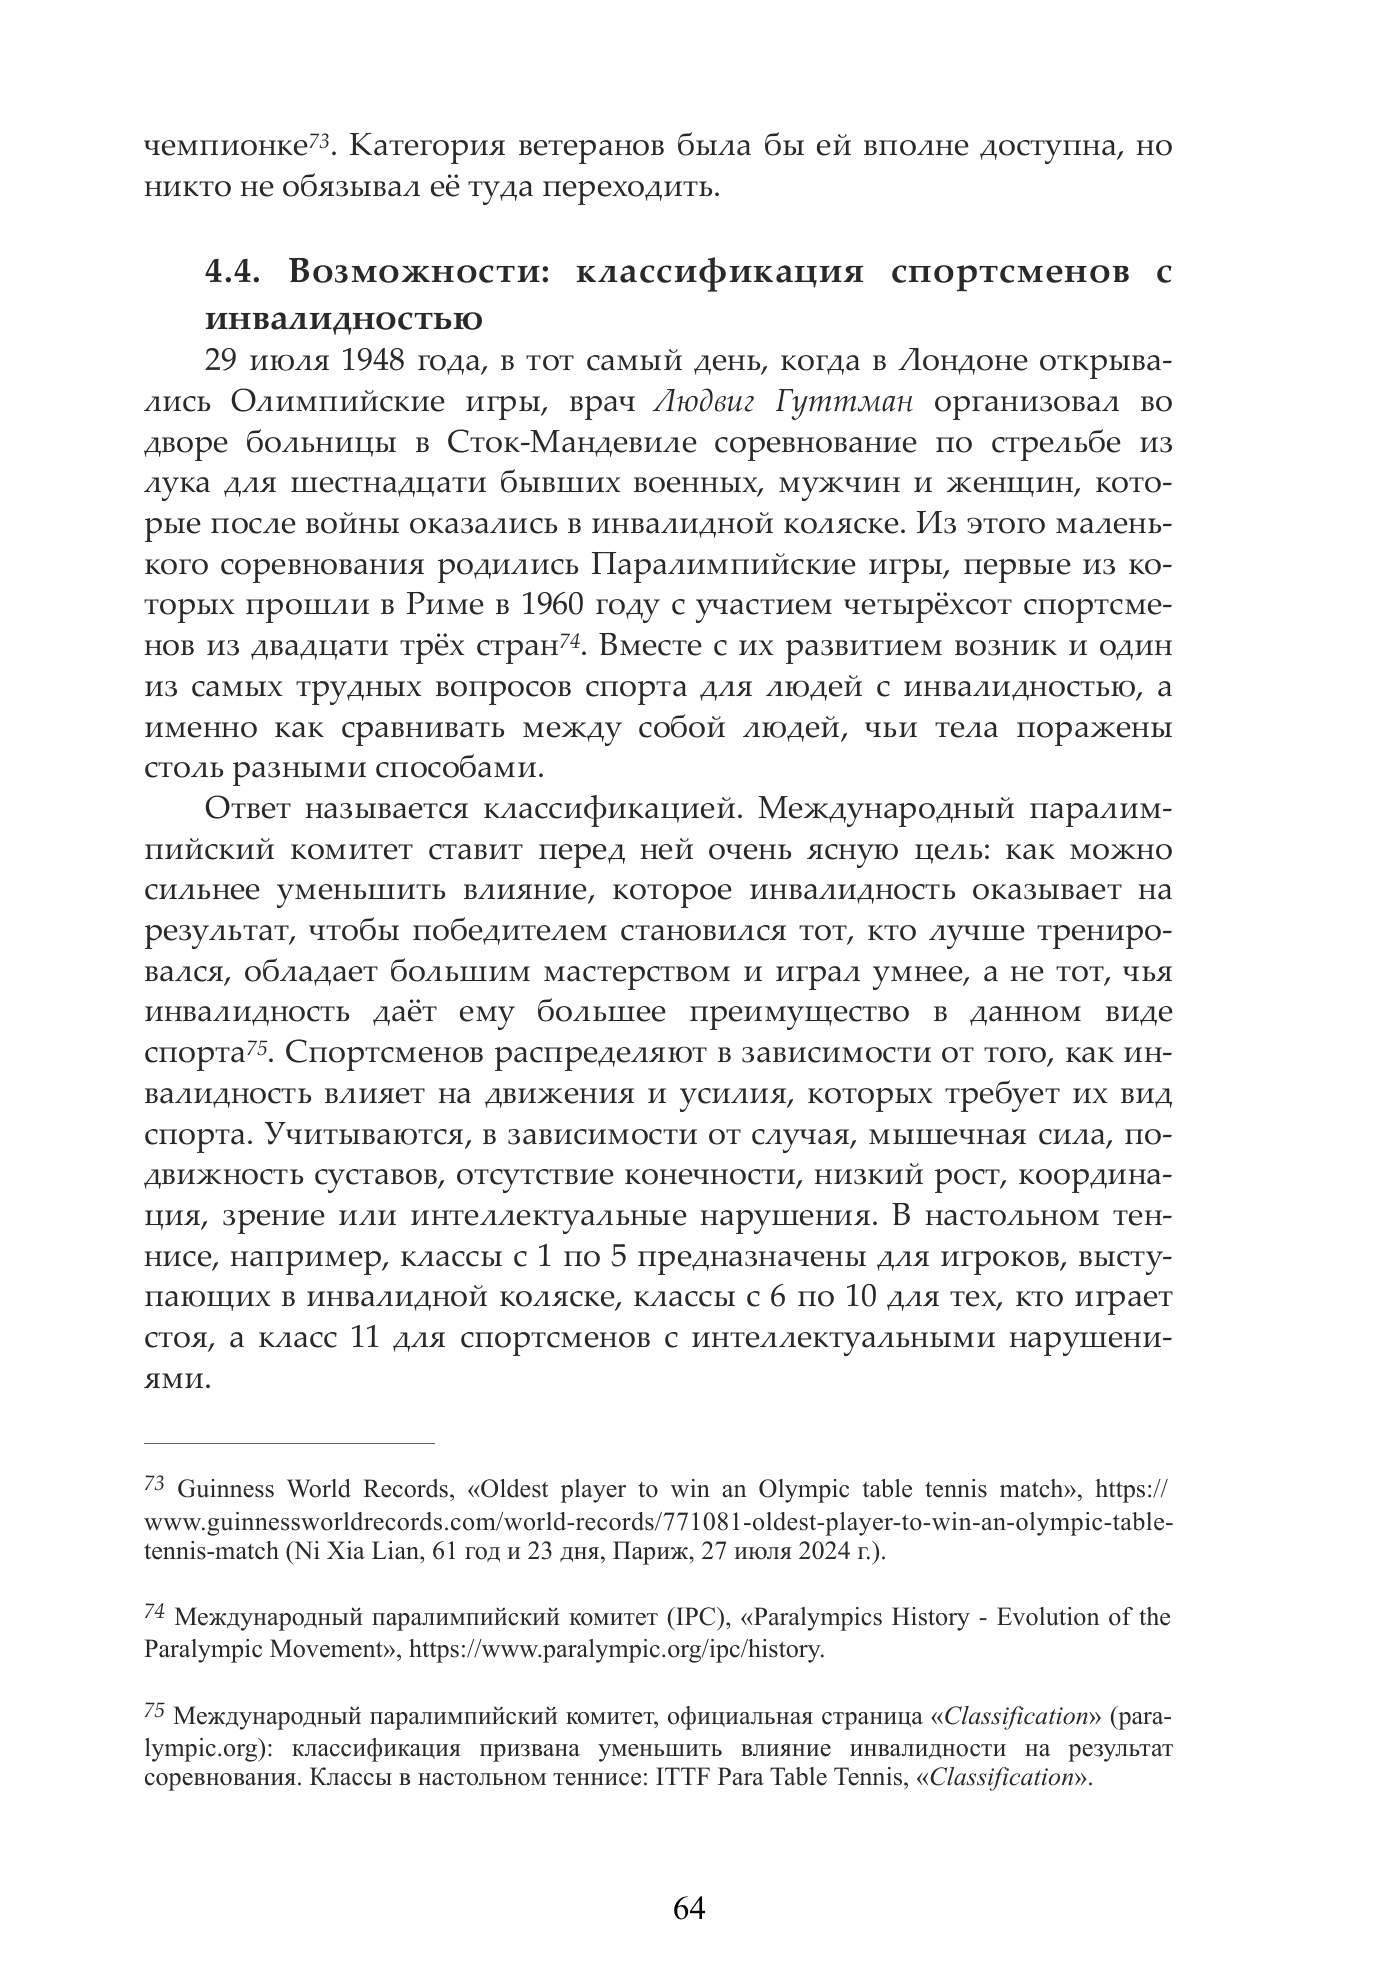 чемпионке73. Категория ветеранов была бы ей вполне доступна, но
никто не обязывал её туда переходить.
4.4. Возможности: классификация спортсменов с
инвалидностью
29 июля 1948 года, в тот самый день, когда в Лондоне открыва-
лись Олимпийские игры, врач Людвиг Гуттман организовал во
дворе больницы в Сток-Мандевиле соревнование по стрельбе из
лука для шестнадцати бывших военных, мужчин и женщин, кото-
рые после войны оказались в инвалидной коляске. Из этого малень-
кого соревнования родились Паралимпийские игры, первые из ко-
торых прошли в Риме в 1960 году с участием четырёхсот спортсме-
нов из двадцати трёх стран74. Вместе с их развитием возник и один
из самых трудных вопросов спорта для людей с инвалидностью, а
именно как сравнивать между собой людей, чьи тела поражены
столь разными способами.
Ответ называется классификацией. Международный паралим-
пийский комитет ставит перед ней очень ясную цель: как можно
сильнее уменьшить влияние, которое инвалидность оказывает на
результат, чтобы победителем становился тот, кто лучше трениро-
вался, обладает большим мастерством и играл умнее, а не тот, чья
инвалидность даёт ему большее преимущество в данном виде
спорта75. Спортсменов распределяют в зависимости от того, как ин-
валидность влияет на движения и усилия, которых требует их вид
спорта. Учитываются, в зависимости от случая, мышечная сила, по-
движность суставов, отсутствие конечности, низкий рост, координа-
ция, зрение или интеллектуальные нарушения. В настольном тен-
нисе, например, классы с 1 по 5 предназначены для игроков, высту-
пающих в инвалидной коляске, классы с 6 по 10 для тех, кто играет
стоя, а класс 11 для спортсменов с интеллектуальными нарушени-
ями.
73 Guinness World Records, «Oldest player to win an Olympic table tennis match», https://
www.guinnessworldrecords.com/world-records/771081-oldest-player-to-win-an-olympic-table-
tennis-match (Ni Xia Lian, 61 год и 23 дня, Париж, 27 июля 2024 г.).
74 Международный паралимпийский комитет (IPC), «Paralympics History - Evolution of the
Paralympic Movement», https://www.paralympic.org/ipc/history.
75 Международный паралимпийский комитет, официальная страница «Classification» (para-
lympic.org): классификация призвана уменьшить влияние инвалидности на результат
соревнования. Классы в настольном теннисе: ITTF Para Table Tennis, «Classification».
64